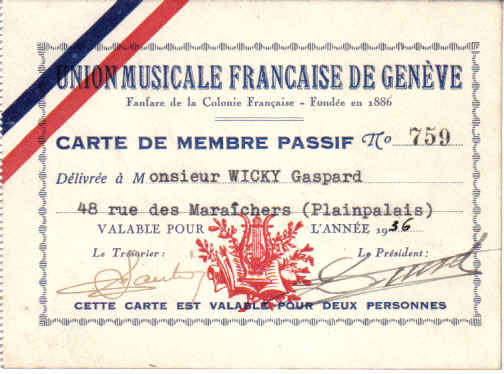 UNION MUSICALE FRANCAISE DE GENÈVE
Fanfare de la Colonie Française - Fondée en 1886
CARTE DE MEMBRE PASSIF No 759
Délivrée à Monsieur WICKY Gaspard
48 rue des Maraîchers (Plainpalais)
VALABLE POUR L'ANNÉE 1936
Le Trésorier: Le Président:
CETTE CARTE EST VALABLE POUR DEUX PERSONNES